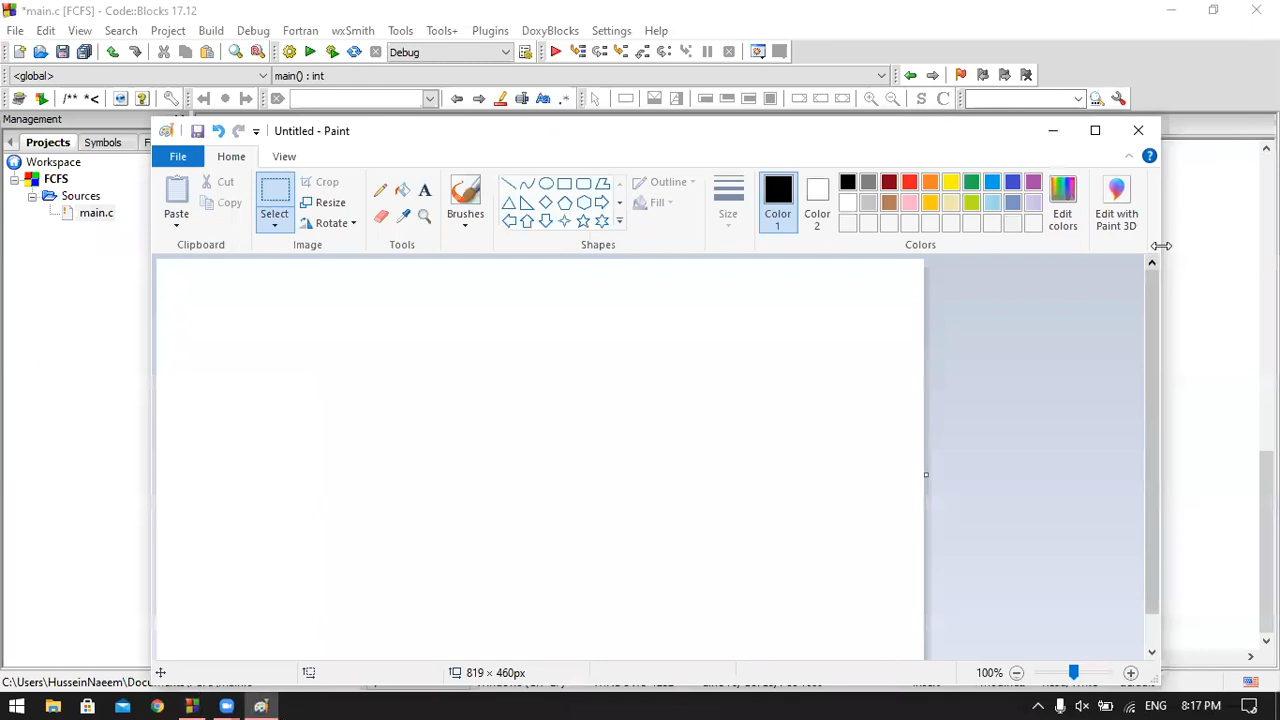 *main.c [FCFS] - Code::Blocks 17.12
File Edit View Search Project Build Debug Fortran wxSmith Tools Tools+ Plugins DoxyBlocks Settings Help
Debug
<global> main() : int
/** *<
S C
Management
Projects Symbols F
Workspace
FCFS
Sources
main.c
Untitled - Paint
File Home View
Paste Cut Copy
Clipboard
Select Crop Resize Rotate
Image
A
Tools
Brushes
Outline
Fill
Shapes
Size
Color 1
Color 2
Edit colors
Edit with Paint 3D
Colors
819 × 460px
100%
C:\Users\HusseinNaeem\Docum
ENG 8:17 PM